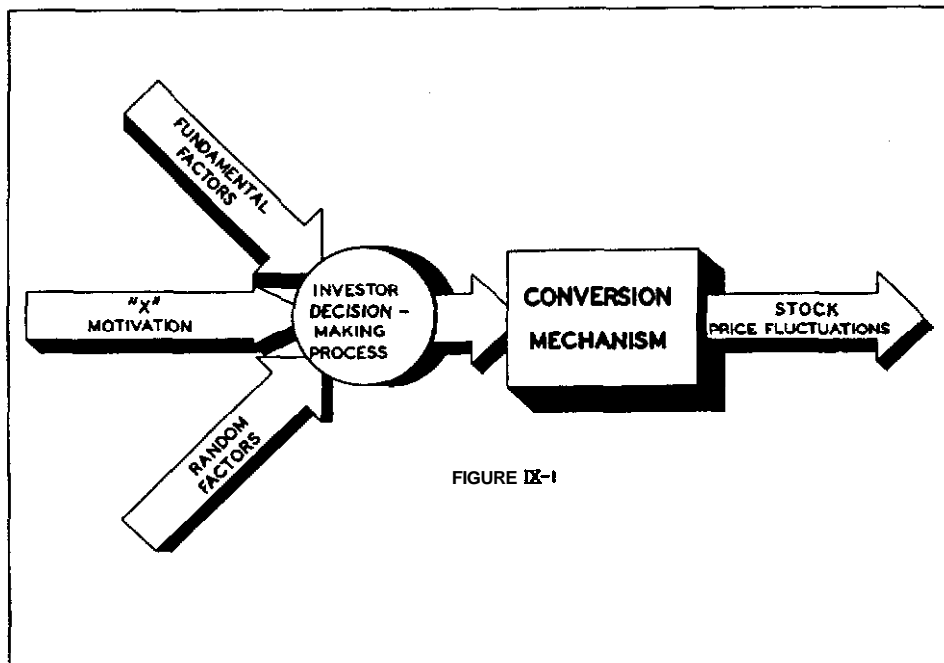 FUNDAMENTAL
FACTORS
"X"
MOTIVATION
RANDOM
FACTORS
INVESTOR
DECISION -
MAKING
PROCESS
CONVERSION
MECHANISM
STOCK
PRICE FLUCTUATIONS
FIGURE IX-1